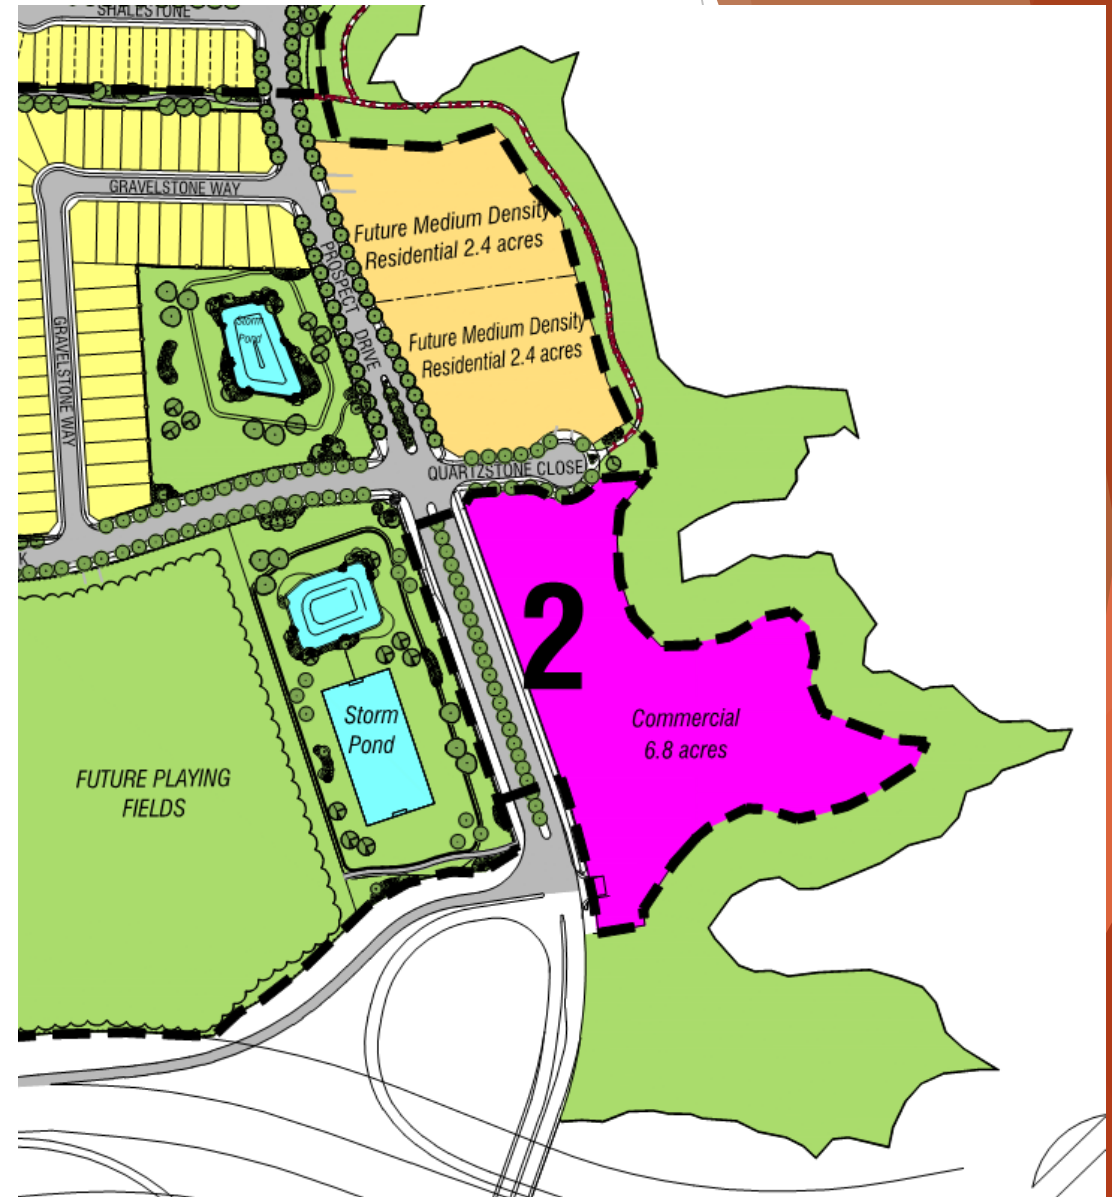 SHALESTONE
GRAVELSTONE WAY
Future Medium Density
Residential 2.4 acres
PROSPECT DRIVE
Storm
Pond
Future Medium Density
Residential 2.4 acres
GRAVELSTONE WAY
QUARTZSTONE CLOSE
K
2
Storm
Pond
Commercial
6.8 acres
FUTURE PLAYING
FIELDS